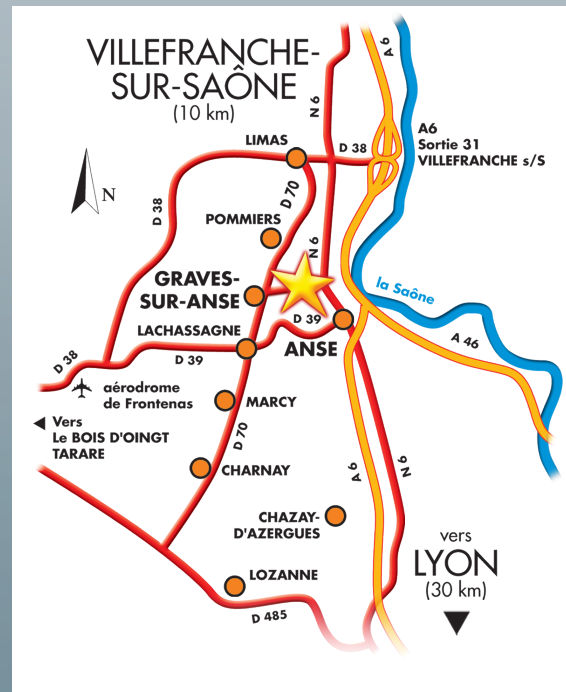 VILLEFRANCHE-
SUR-SAÔNE
(10 km)
N 6
A 6
A6
Sortie 31
VILLEFRANCHE s/S
LIMAS
D 38
N
D 38
D 70
POMMIERS
N 6
GRAVES-
SUR-ANSE
la Saône
D 39
LACHASSAGNE
ANSE
A 46
D 39
D 38
aérodrome
de Frontenas
MARCY
Vers
Le BOIS D'OINGT
TARARE
D 70
CHARNAY
A 6
N 6
CHAZAY-
D'AZERGUES
vers
LYON
(30 km)
LOZANNE
D 485